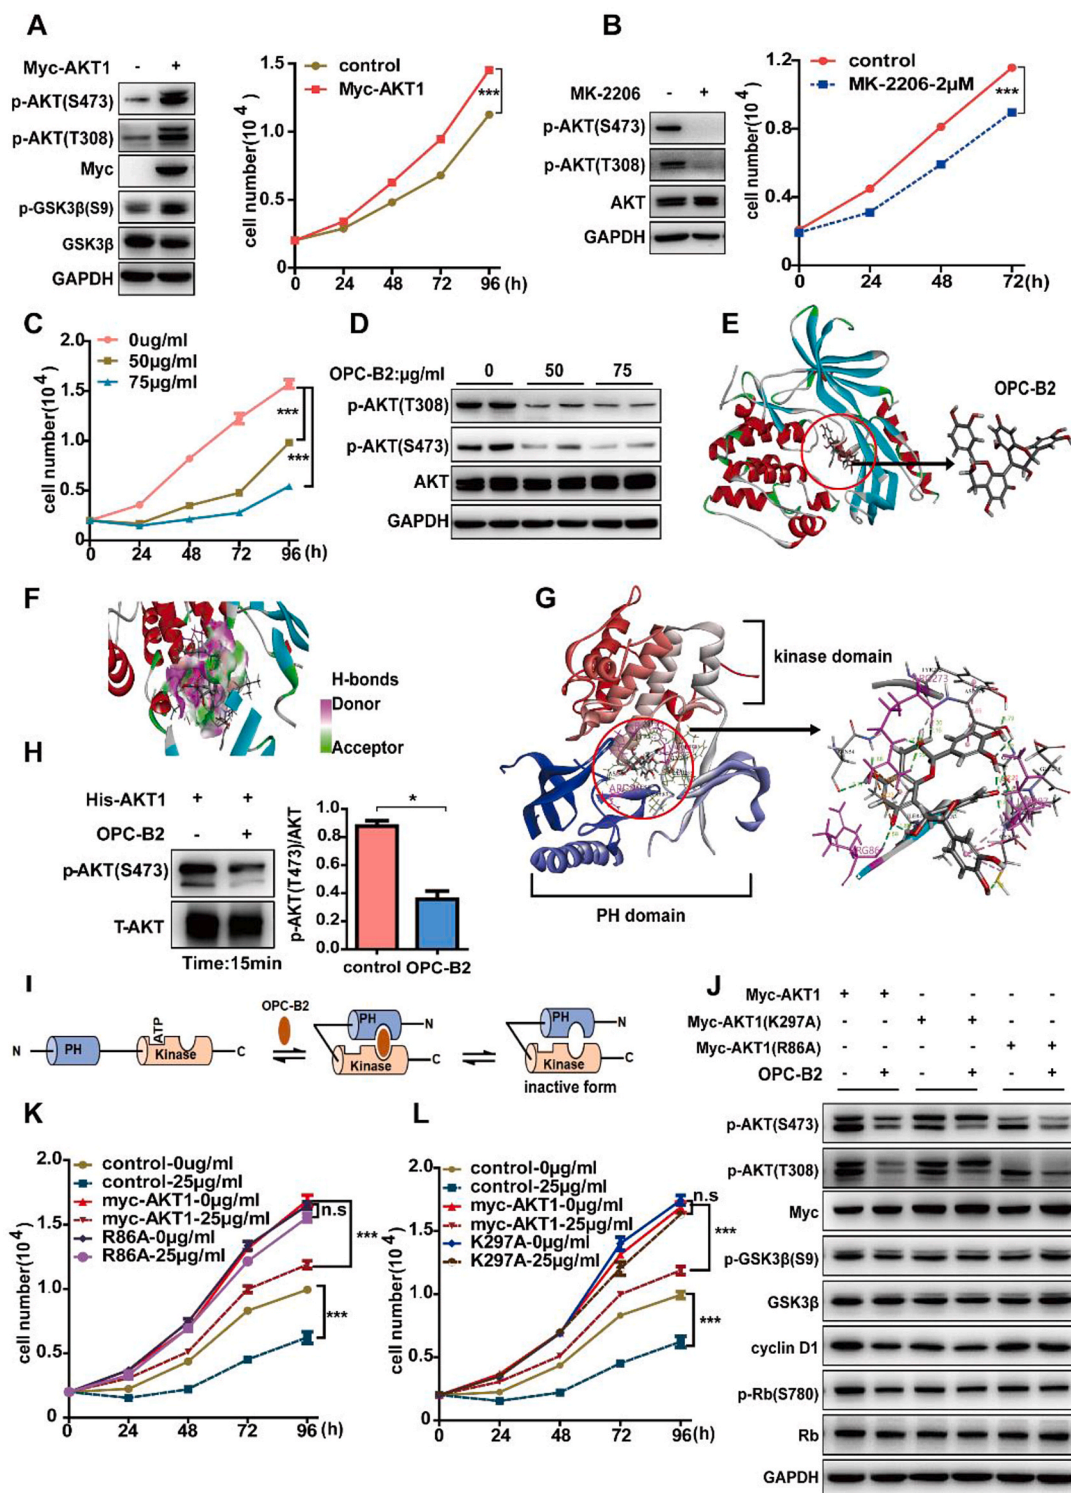 A
Myc-AKT1 - +
p-AKT(S473)
p-AKT(T308)
Myc
p-GSK3β(S9)
GSK3β
GAPDH
cell number(10⁴)
1.5
1.0
0.5
0
0 24 48 72 96 (h)
control
Myc-AKT1
***
B
MK-2206 - +
p-AKT(S473)
p-AKT(T308)
AKT
GAPDH
cell number(10⁴)
1.2
0.8
0.4
0
0 24 48 72(h)
control
MK-2206-2μM
***
C
cell number(10⁴)
2.0
1.5
1.0
0.5
0
0 24 48 72 96 (h)
0ug/ml
50μg/ml
75μg/ml
***
***
D
OPC-B2:μg/ml 0 50 75
p-AKT(T308)
p-AKT(S473)
AKT
GAPDH
E
OPC-B2
F
H-bonds
Donor
Acceptor
G
kinase domain
PH domain
H
His-AKT1 + +
OPC-B2 - +
p-AKT(S473)
T-AKT
Time:15min
p-AKT(T473)/AKT
1.0
0.8
0.6
0.4
0.2
0.0
control OPC-B2
*
I
N PH ATP Kinase C
OPC-B2
PH N
Kinase C
PH N
Kinase C
inactive form
J
Myc-AKT1 + + - - - -
Myc-AKT1(K297A) - - + + - -
Myc-AKT1(R86A) - - - - + +
OPC-B2 - + - + - +
p-AKT(S473)
p-AKT(T308)
Myc
p-GSK3β(S9)
GSK3β
cyclin D1
p-Rb(S780)
Rb
GAPDH
K
cell number(10⁴)
2.0
1.5
1.0
0.5
0
0 24 48 72 96 (h)
control-0ug/ml
control-25μg/ml
myc-AKT1-0μg/ml
myc-AKT1-25μg/ml
R86A-0μg/ml
R86A-25μg/ml
n.s
***
***
L
cell number(10⁴)
2.0
1.5
1.0
0.5
0
0 24 48 72 96 (h)
control-0μg/ml
control-25μg/ml
myc-AKT1-0μg/ml
myc-AKT1-25μg/ml
K297A-0μg/ml
K297A-25μg/ml
n.s
***
***